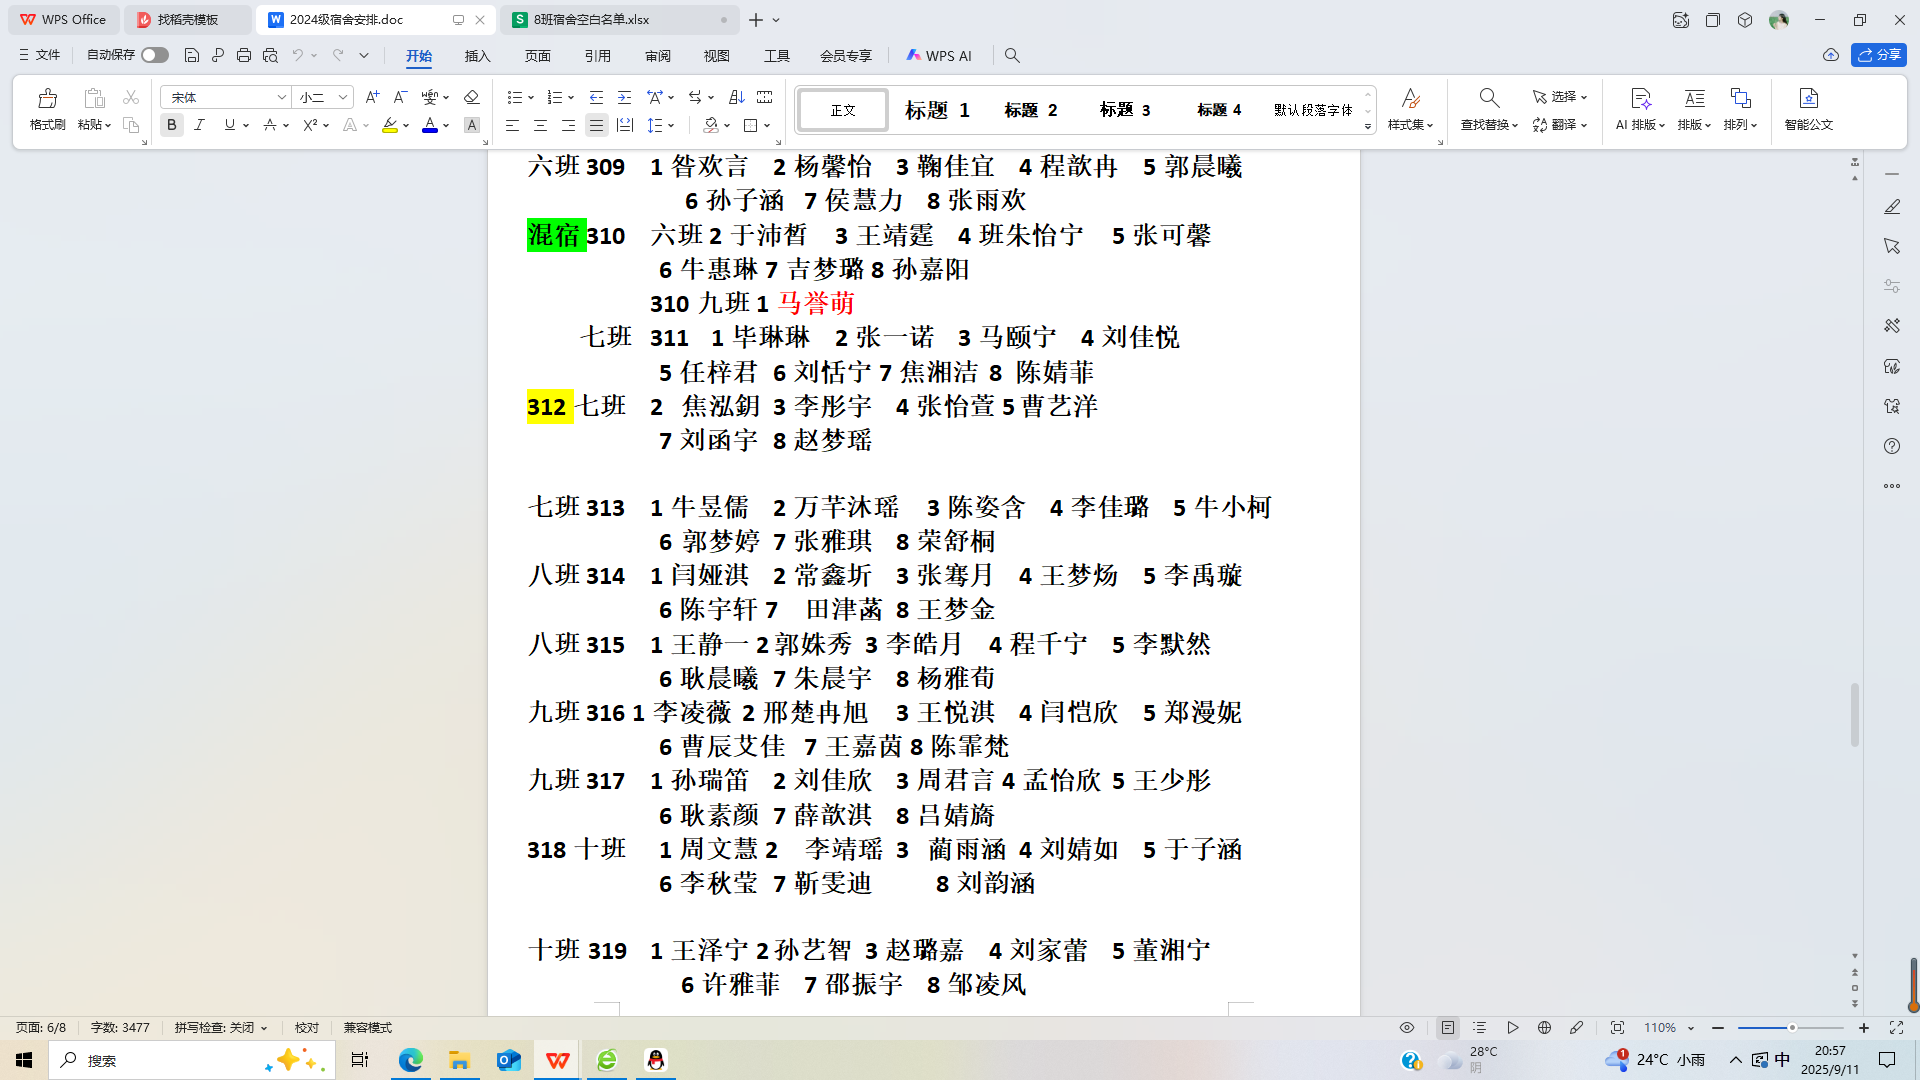 WPS Office 找稻壳模板 2024级宿舍安排.doc 8班宿舍空白名单.xlsx
文件 自动保存 开始 插入 页面 引用 审阅 视图 工具 会员专享 WPS AI 分享
宋体 小二 正文 标题 1 标题 2 标题 3 标题 4 默认段落字体 选择
格式刷 粘贴 样式集 查找替换 翻译 AI 排版 排版 排列 智能公文
六班 309 1 昝欢言 2 杨馨怡 3 鞠佳宜 4 程歆冉 5 郭晨曦
6 孙子涵 7 侯慧力 8 张雨欢
混宿 310 六班 2 于沛皙 3 王靖霆 4 班朱怡宁 5 张可馨
6 牛惠琳 7 吉梦璐 8 孙嘉阳
310 九班 1 马誉萌
七班 311 1 毕琳琳 2 张一诺 3 马颐宁 4 刘佳悦
5 任梓君 6 刘恬宁 7 焦湘洁 8 陈婧菲
312 七班 2 焦泓鈅 3 李彤宇 4 张怡萱 5 曹艺洋
7 刘函宇 8 赵梦瑶
七班 313 1 牛昱儒 2 万芊沐瑶 3 陈姿含 4 李佳璐 5 牛小柯
6 郭梦婷 7 张雅琪 8 荣舒桐
八班 314 1 闫娅淇 2 常鑫圻 3 张骞月 4 王梦炀 5 李禹璇
6 陈宇轩 7 田津菡 8 王梦金
八班 315 1 王静一 2 郭姝秀 3 李皓月 4 程千宁 5 李默然
6 耿晨曦 7 朱晨宇 8 杨雅荀
九班 316 1 李凌薇 2 邢楚冉旭 3 王悦淇 4 闫恺欣 5 郑漫妮
6 曹辰艾佳 7 王嘉茵 8 陈霏梵
九班 317 1 孙瑞笛 2 刘佳欣 3 周君言 4 孟怡欣 5 王少彤
6 耿素颜 7 薛歆淇 8 吕婧旖
318 十班 1 周文慧 2 李靖瑶 3 蔺雨涵 4 刘婧如 5 于子涵
6 李秋莹 7 靳雯迪 8 刘韵涵
十班 319 1 王泽宁 2 孙艺智 3 赵璐嘉 4 刘家蕾 5 董湘宁
6 许雅菲 7 邵振宇 8 邹凌风
页面: 6/8 字数: 3477 拼写检查: 关闭 校对 兼容模式 110%
搜索 28°C 阴 24°C 小雨 中 20:57 2025/9/11